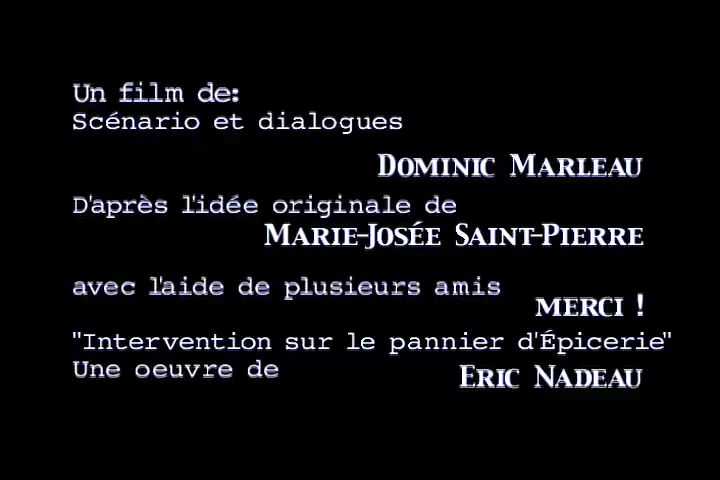 Un film de:
Scénario et dialogues
Dominic Marleau
D'après l'idée originale de
Marie-Josée Saint-Pierre
avec l'aide de plusieurs amis
merci !
"Intervention sur le pannier d'Épicerie"
Une oeuvre de
Eric Nadeau